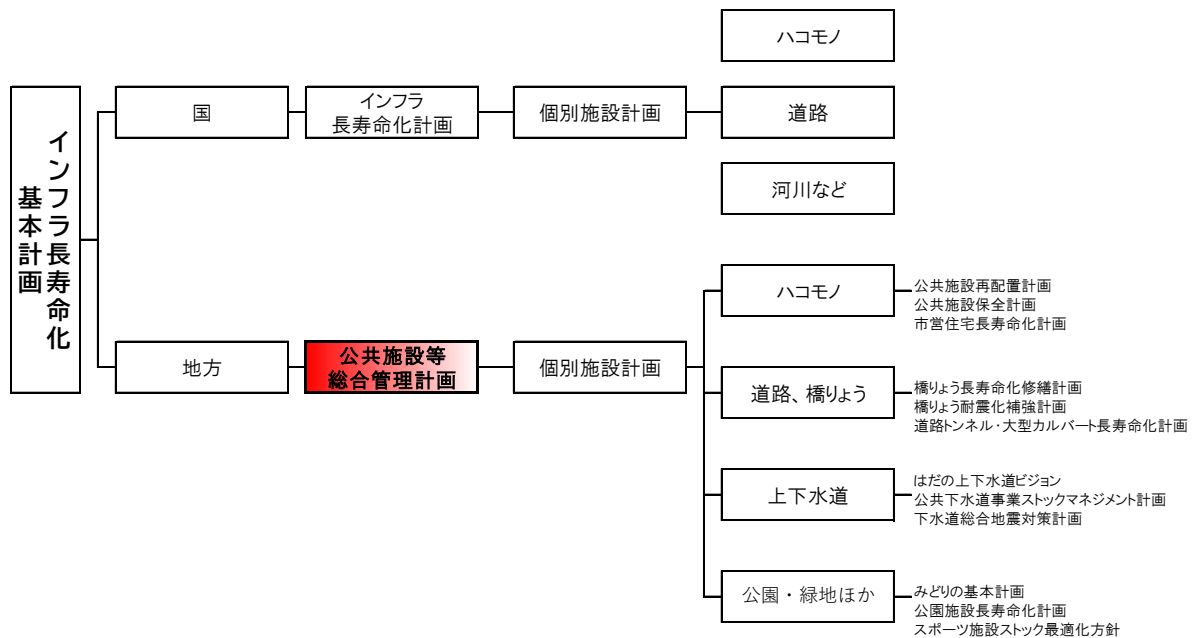 インフラ長寿命化
基本計画
国
インフラ
長寿命化計画
個別施設計画
ハコモノ
道路
河川など
地方
公共施設等
総合管理計画
個別施設計画
ハコモノ
公共施設再配置計画
公共施設保全計画
市営住宅長寿命化計画
道路、橋りょう
橋りょう長寿命化修繕計画
橋りょう耐震化補強計画
道路トンネル・大型カルバート長寿命化計画
上下水道
はだの上下水道ビジョン
公共下水道事業ストックマネジメント計画
下水道総合地震対策計画
公園・緑地ほか
みどりの基本計画
公園施設長寿命化計画
スポーツ施設ストック最適化方針